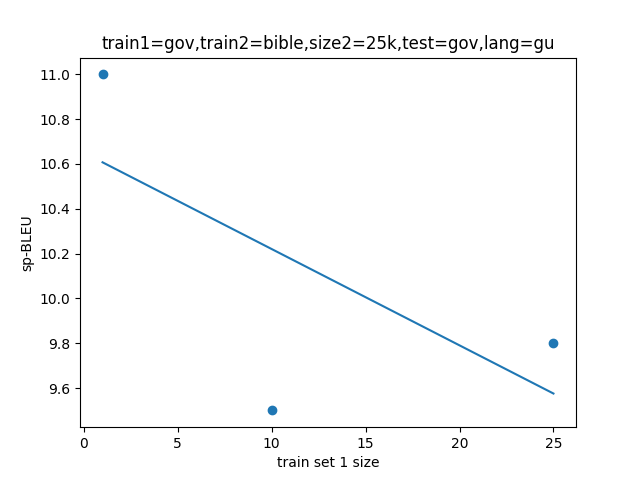 train1=gov,train2=bible,size2=25k,test=gov,lang=gu
11.0
10.8
10.6
10.4
10.2
10.0
9.8
9.6
sp-BLEU
0 5 10 15 20 25
train set 1 size